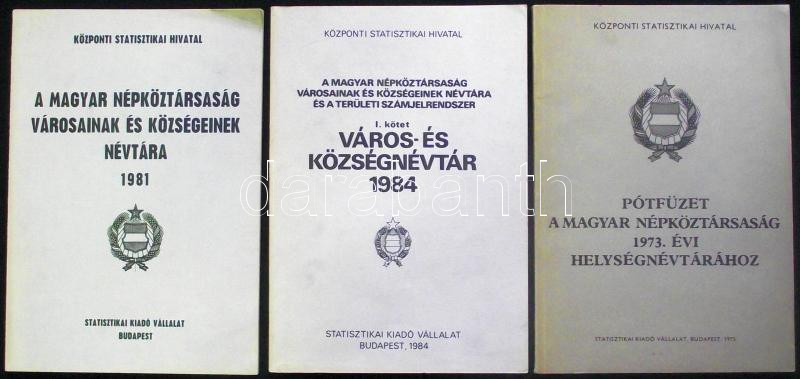 KÖZPONTI STATISZTIKAI HIVATAL
A MAGYAR NÉPKÖZTÁRSASÁG
VÁROSAINAK ÉS KÖZSÉGEINEK
NÉVTÁRA
1981
STATISZTIKAI KIADÓ VÁLLALAT
BUDAPEST
KÖZPONTI STATISZTIKAI HIVATAL
A MAGYAR NÉPKÖZTÁRSASÁG
VÁROSAINAK ÉS KÖZSÉGEINEK NÉVTÁRA
ÉS A TERÜLETI SZÁMJELRENDSZER
I. kötet
VÁROS- ÉS
KÖZSÉGNÉVTÁR
1984
STATISZTIKAI KIADÓ VÁLLALAT
BUDAPEST, 1984
KÖZPONTI STATISZTIKAI HIVATAL
PÓTFÜZET
A MAGYAR NÉPKÖZTÁRSASÁG
1973. ÉVI
HELYSÉGNÉVTÁRÁHOZ
STATISZTIKAI KIADÓ VÁLLALAT, BUDAPEST, 1975
darabanth